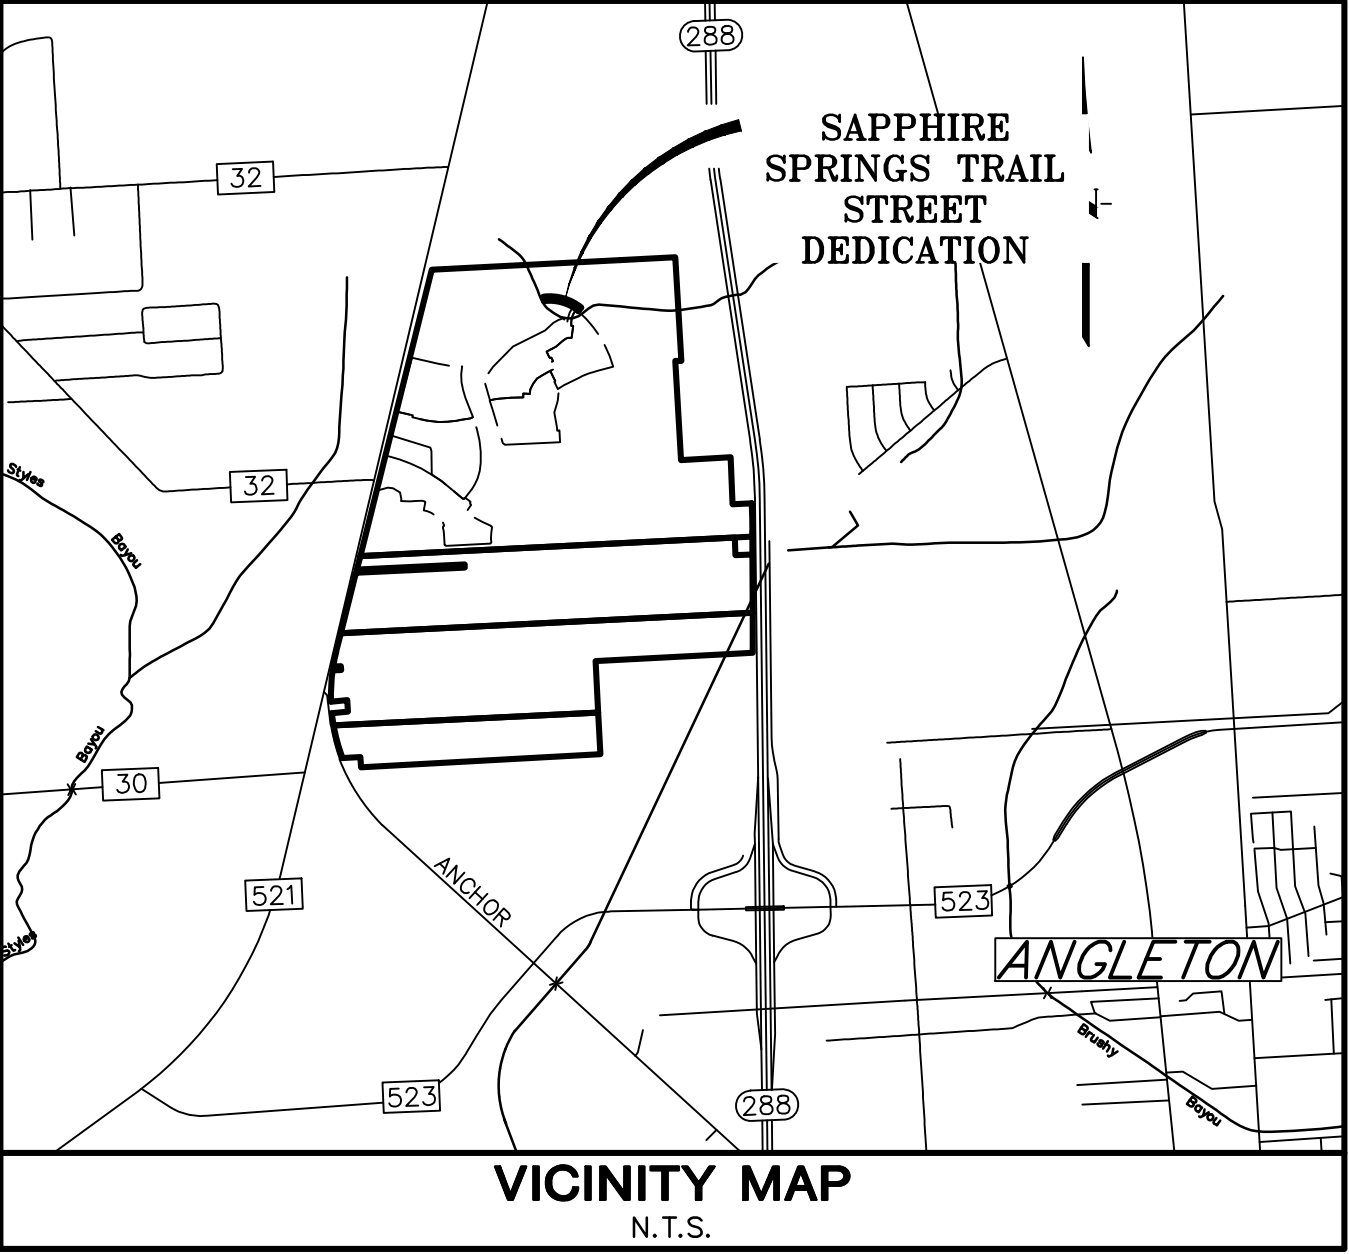 288
SAPPHIRE
SPRINGS TRAIL
STREET
DEDICATION
32
32
Styles
Bayou
Bayou
30
521
ANCHOR
523
Styles
ANGLETON
Brushy
Bayou
523
288
VICINITY MAP
N.T.S.